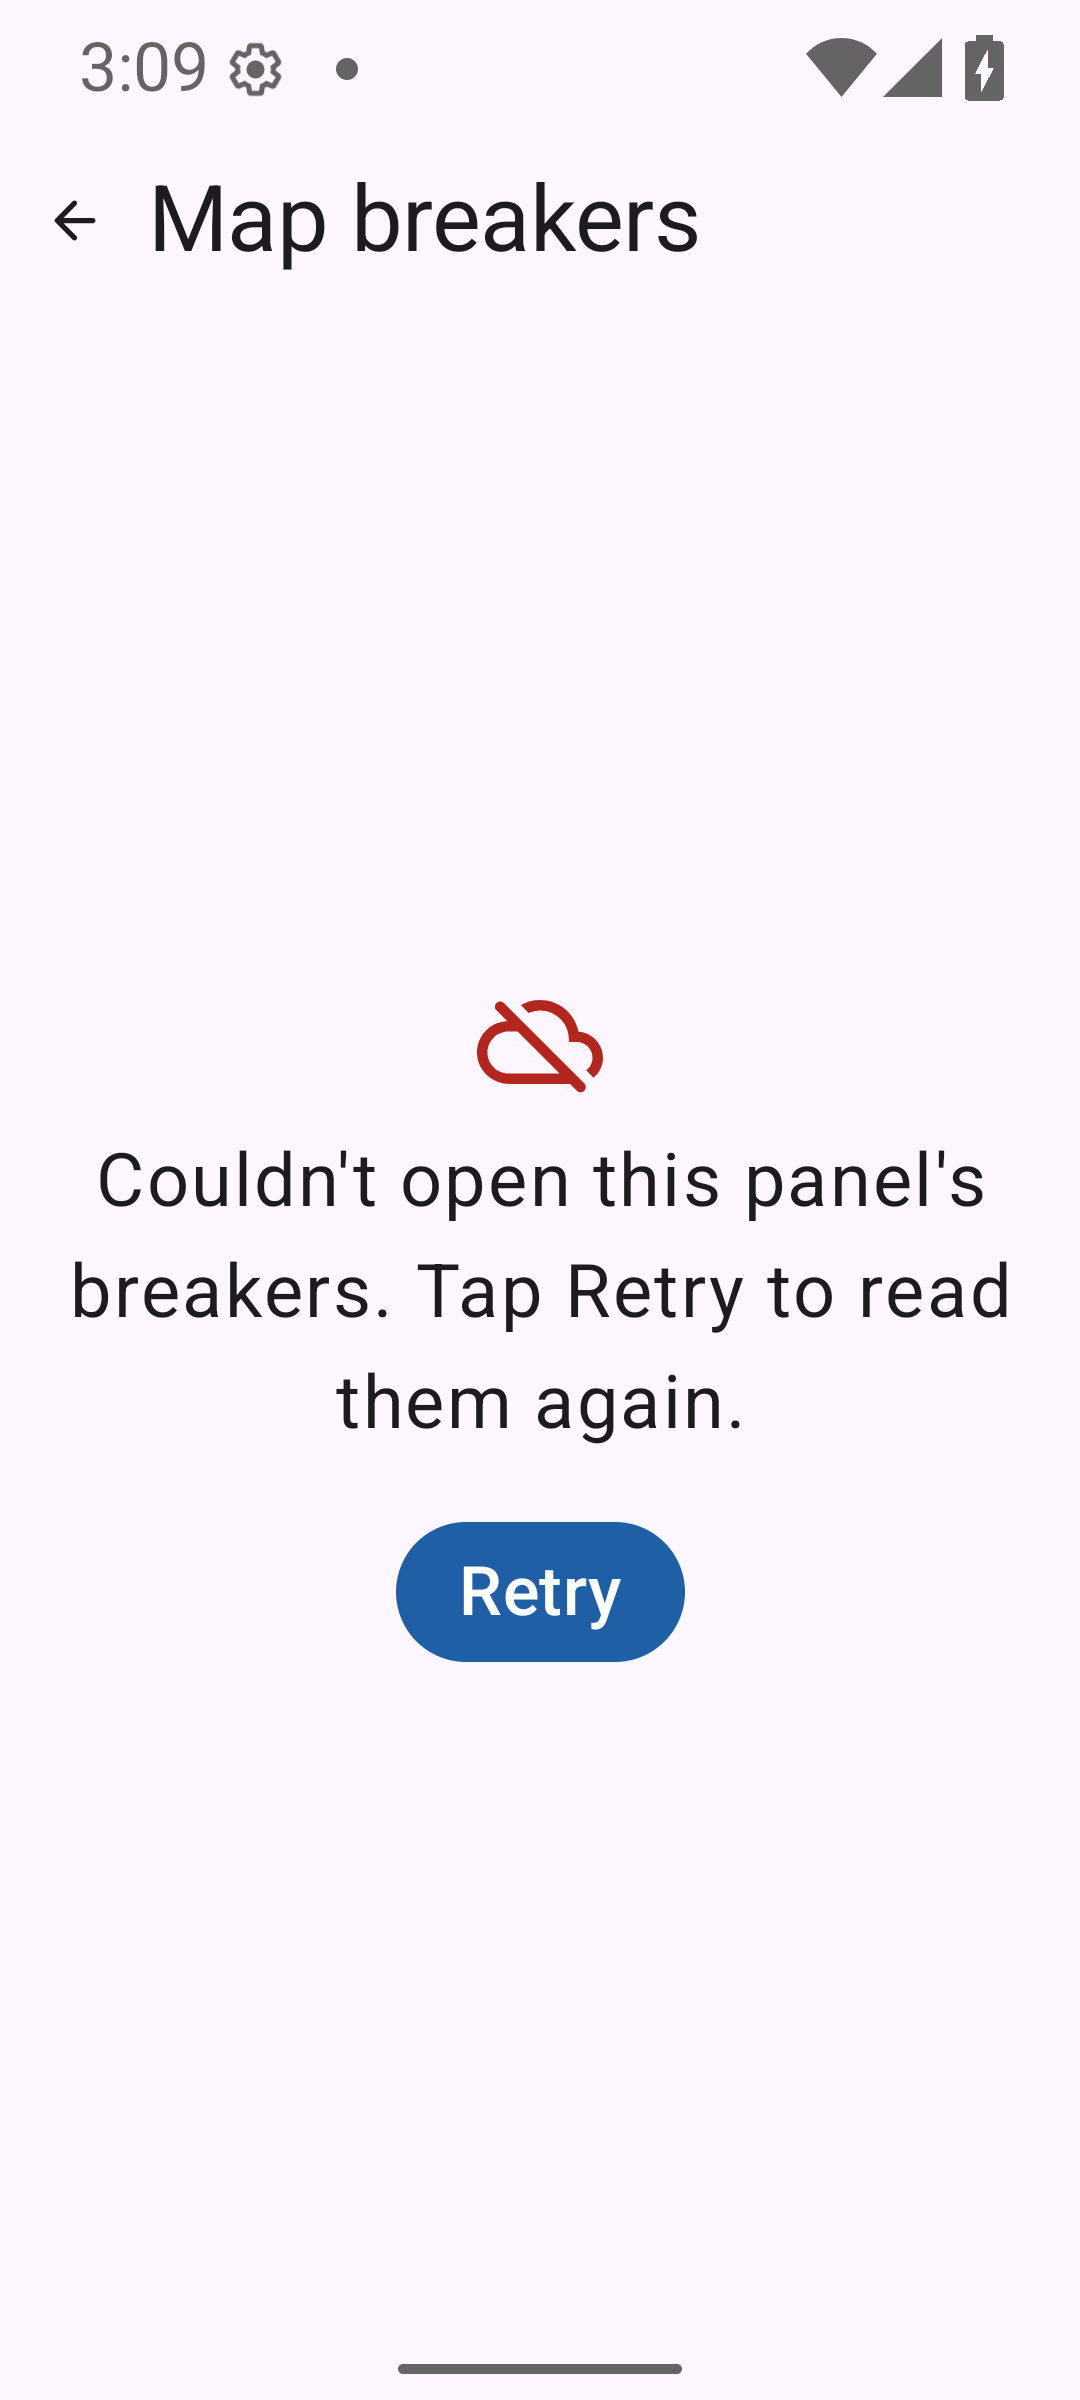 3:09
Map breakers
Couldn't open this panel's
breakers. Tap Retry to read
them again.
Retry